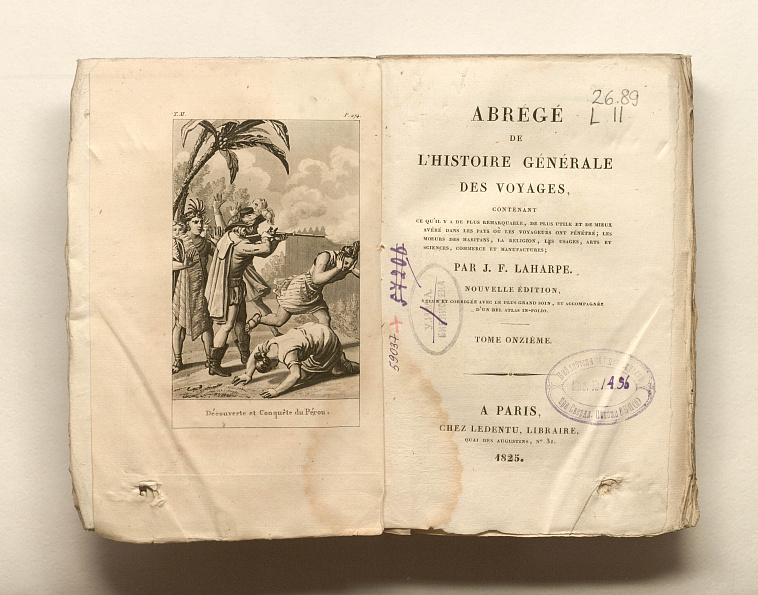 T. XI.
P. 274.
Découverte et Conquête du Pérou.
26.89
L 11
ABRÉGÉ
DE
L'HISTOIRE GÉNÉRALE
DES VOYAGES,
CONTENANT
CE QU'IL Y A DE PLUS REMARQUABLE, DE PLUS UTILE ET DE MIEUX
AVÉRÉ DANS LES PAYS OÙ LES VOYAGEURS ONT PÉNÉTRÉ; LES
MOEURS DES HABITANS, LA RELIGION, LES USAGES, ARTS ET
SCIENCES, COMMERCE ET MANUFACTURES;
PAR J. F. LAHARPE.
NOUVELLE ÉDITION,
REVUE ET CORRIGÉE AVEC LE PLUS GRAND SOIN, ET ACCOMPAGNÉE
D'UN BEL ATLAS IN-FOLIO.
TOME ONZIÈME.
A PARIS,
CHEZ LEDENTU, LIBRAIRE,
QUAI DES AUGUSTINS, N° 31.
1825.
59037
1496